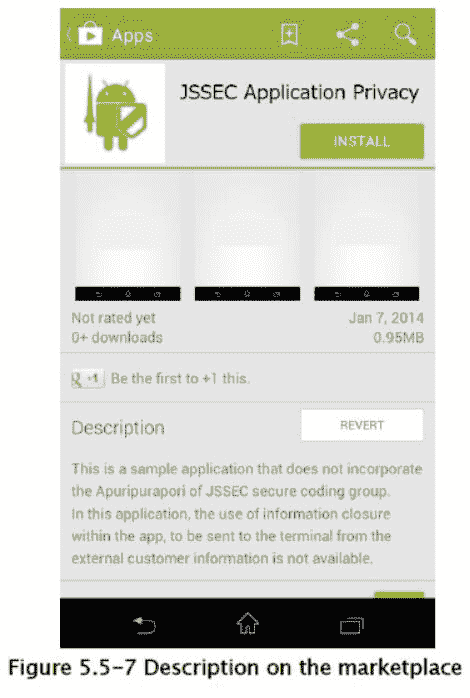 Apps
JSSEC Application Privacy
INSTALL
Not rated yet
Jan 7, 2014
0+ downloads
0.95MB
g +1 Be the first to +1 this.
Description
REVERT
This is a sample application that does not incorporate
the Apuripurapori of JSSEC secure coding group.
In this application, the use of information closure
within the app, to be sent to the terminal from the
external customer information is not available.
Figure 5.5-7 Description on the marketplace